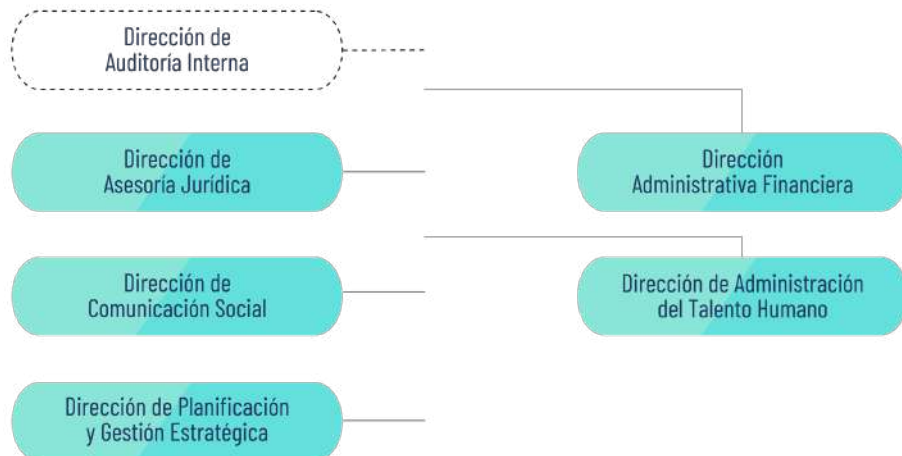 Dirección de
Auditoría Interna
Dirección de
Asesoría Jurídica
Dirección
Administrativa Financiera
Dirección de
Comunicación Social
Dirección de Administración
del Talento Humano
Dirección de Planificación
y Gestión Estratégica